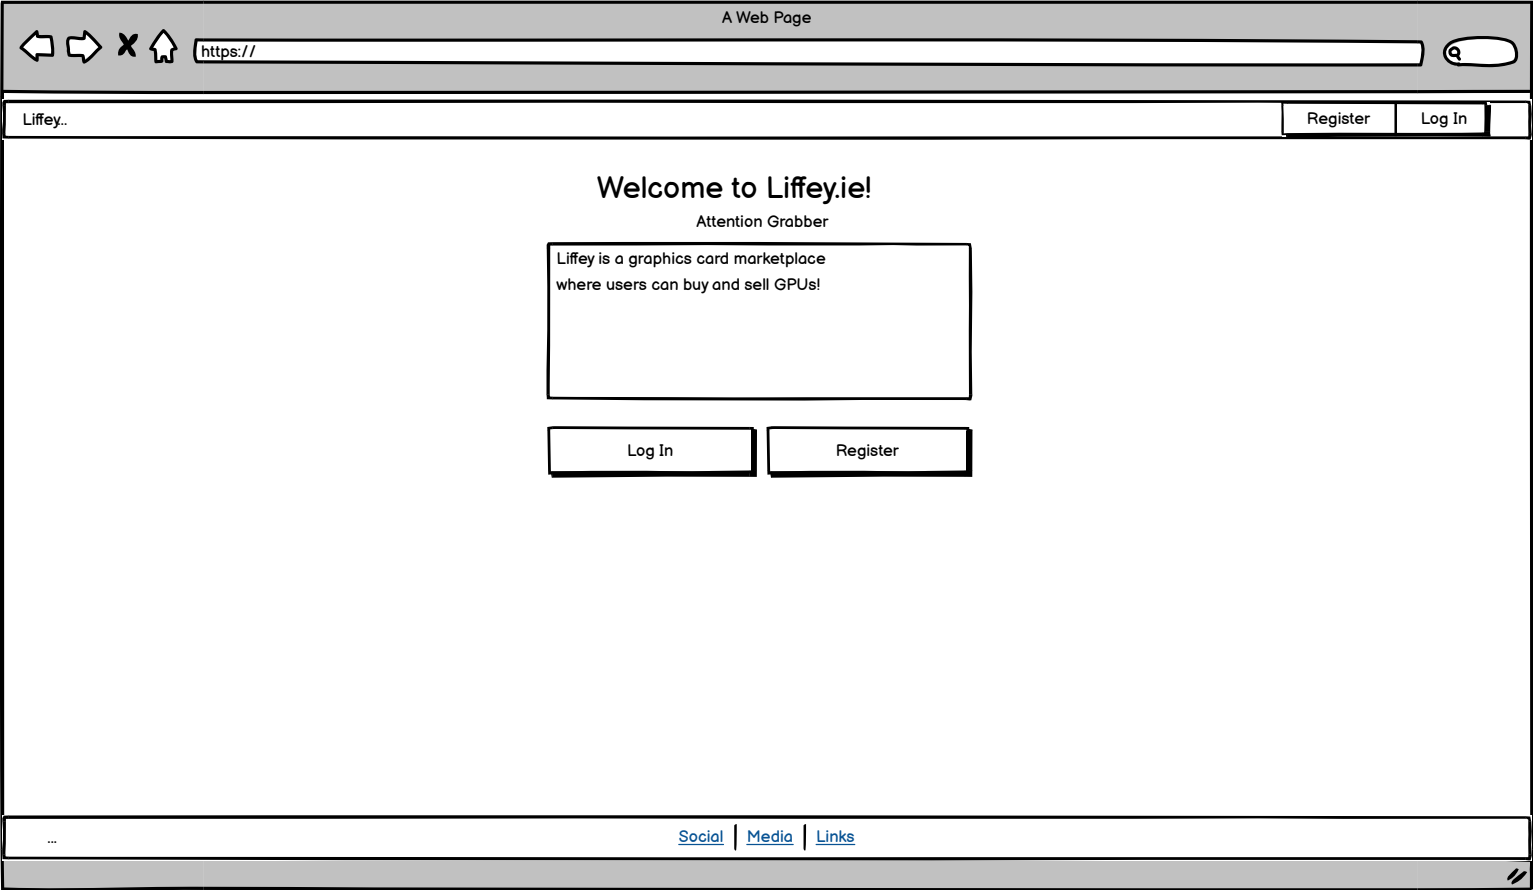 A Web Page
https://
Liffey...
Register
Log In
Welcome to Liffey.ie!
Attention Grabber
Liffey is a graphics card marketplace
where users can buy and sell GPUs!
Log In
Register
...
Social
Media
Links